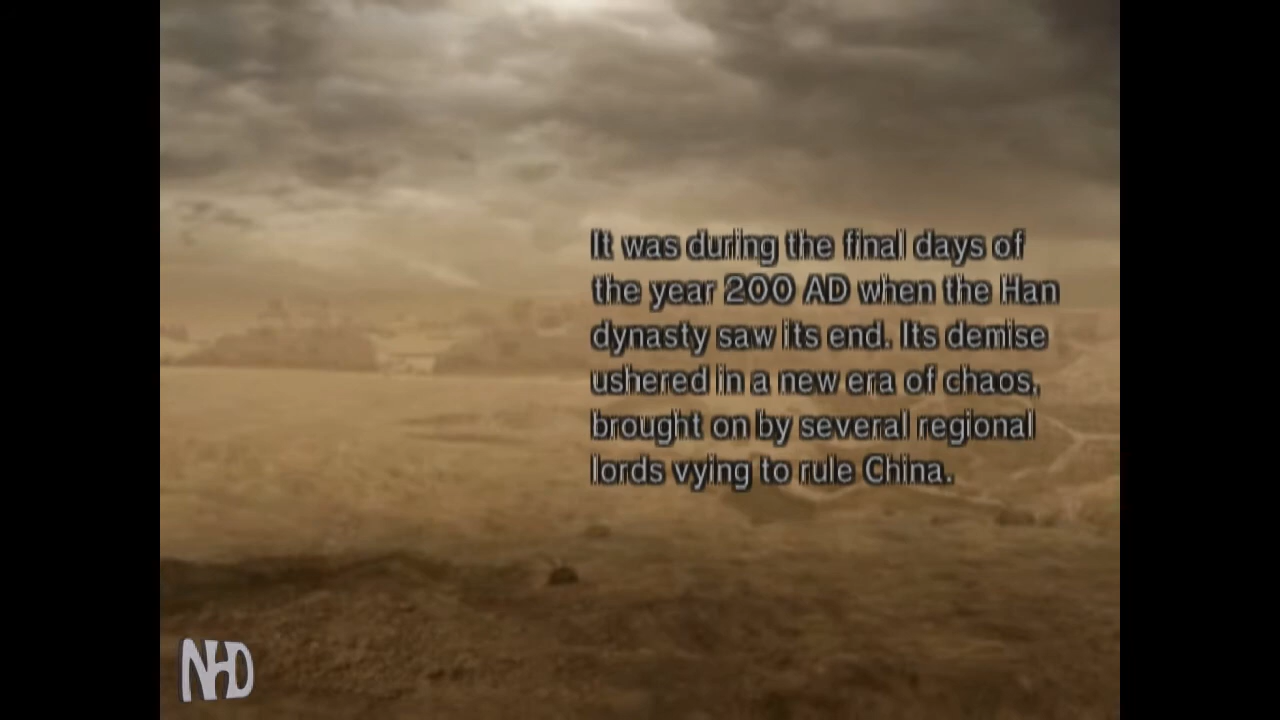 It was during the final days of
the year 200 AD when the Han
dynasty saw its end. Its demise
ushered in a new era of chaos,
brought on by several regional
lords vying to rule China.
NHD